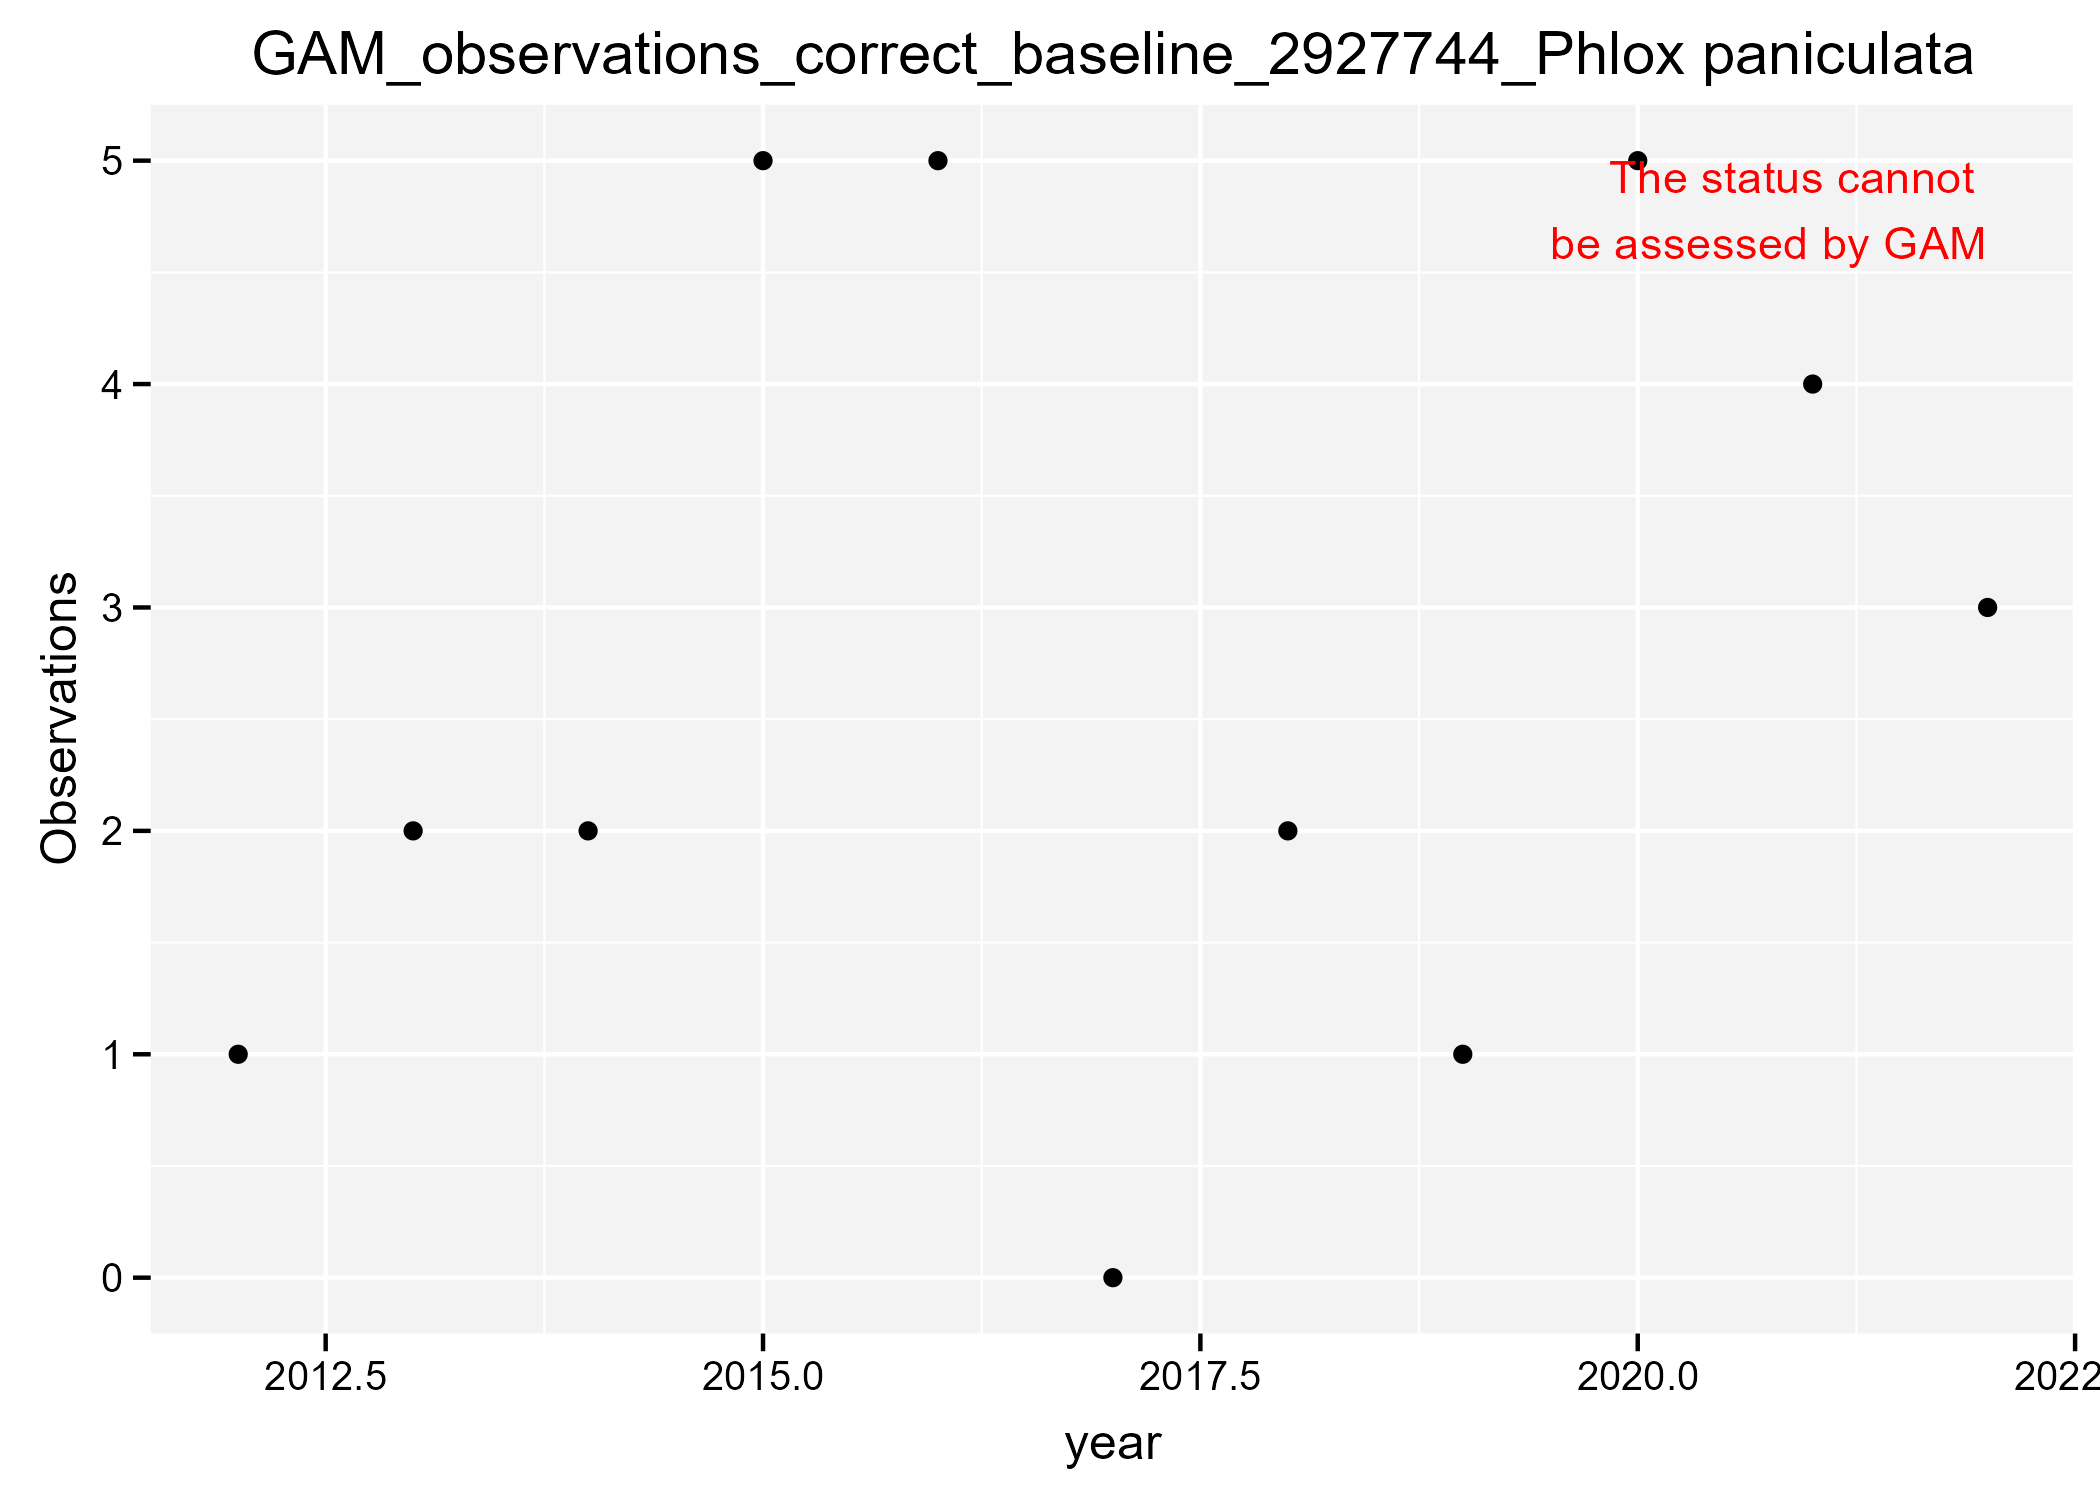 GAM_observations_correct_baseline_2927744_Phlox paniculata
5
The status cannot
be assessed by GAM
4
3
Observations
2
1
0
2012.5 2015.0 2017.5 2020.0 2022
year